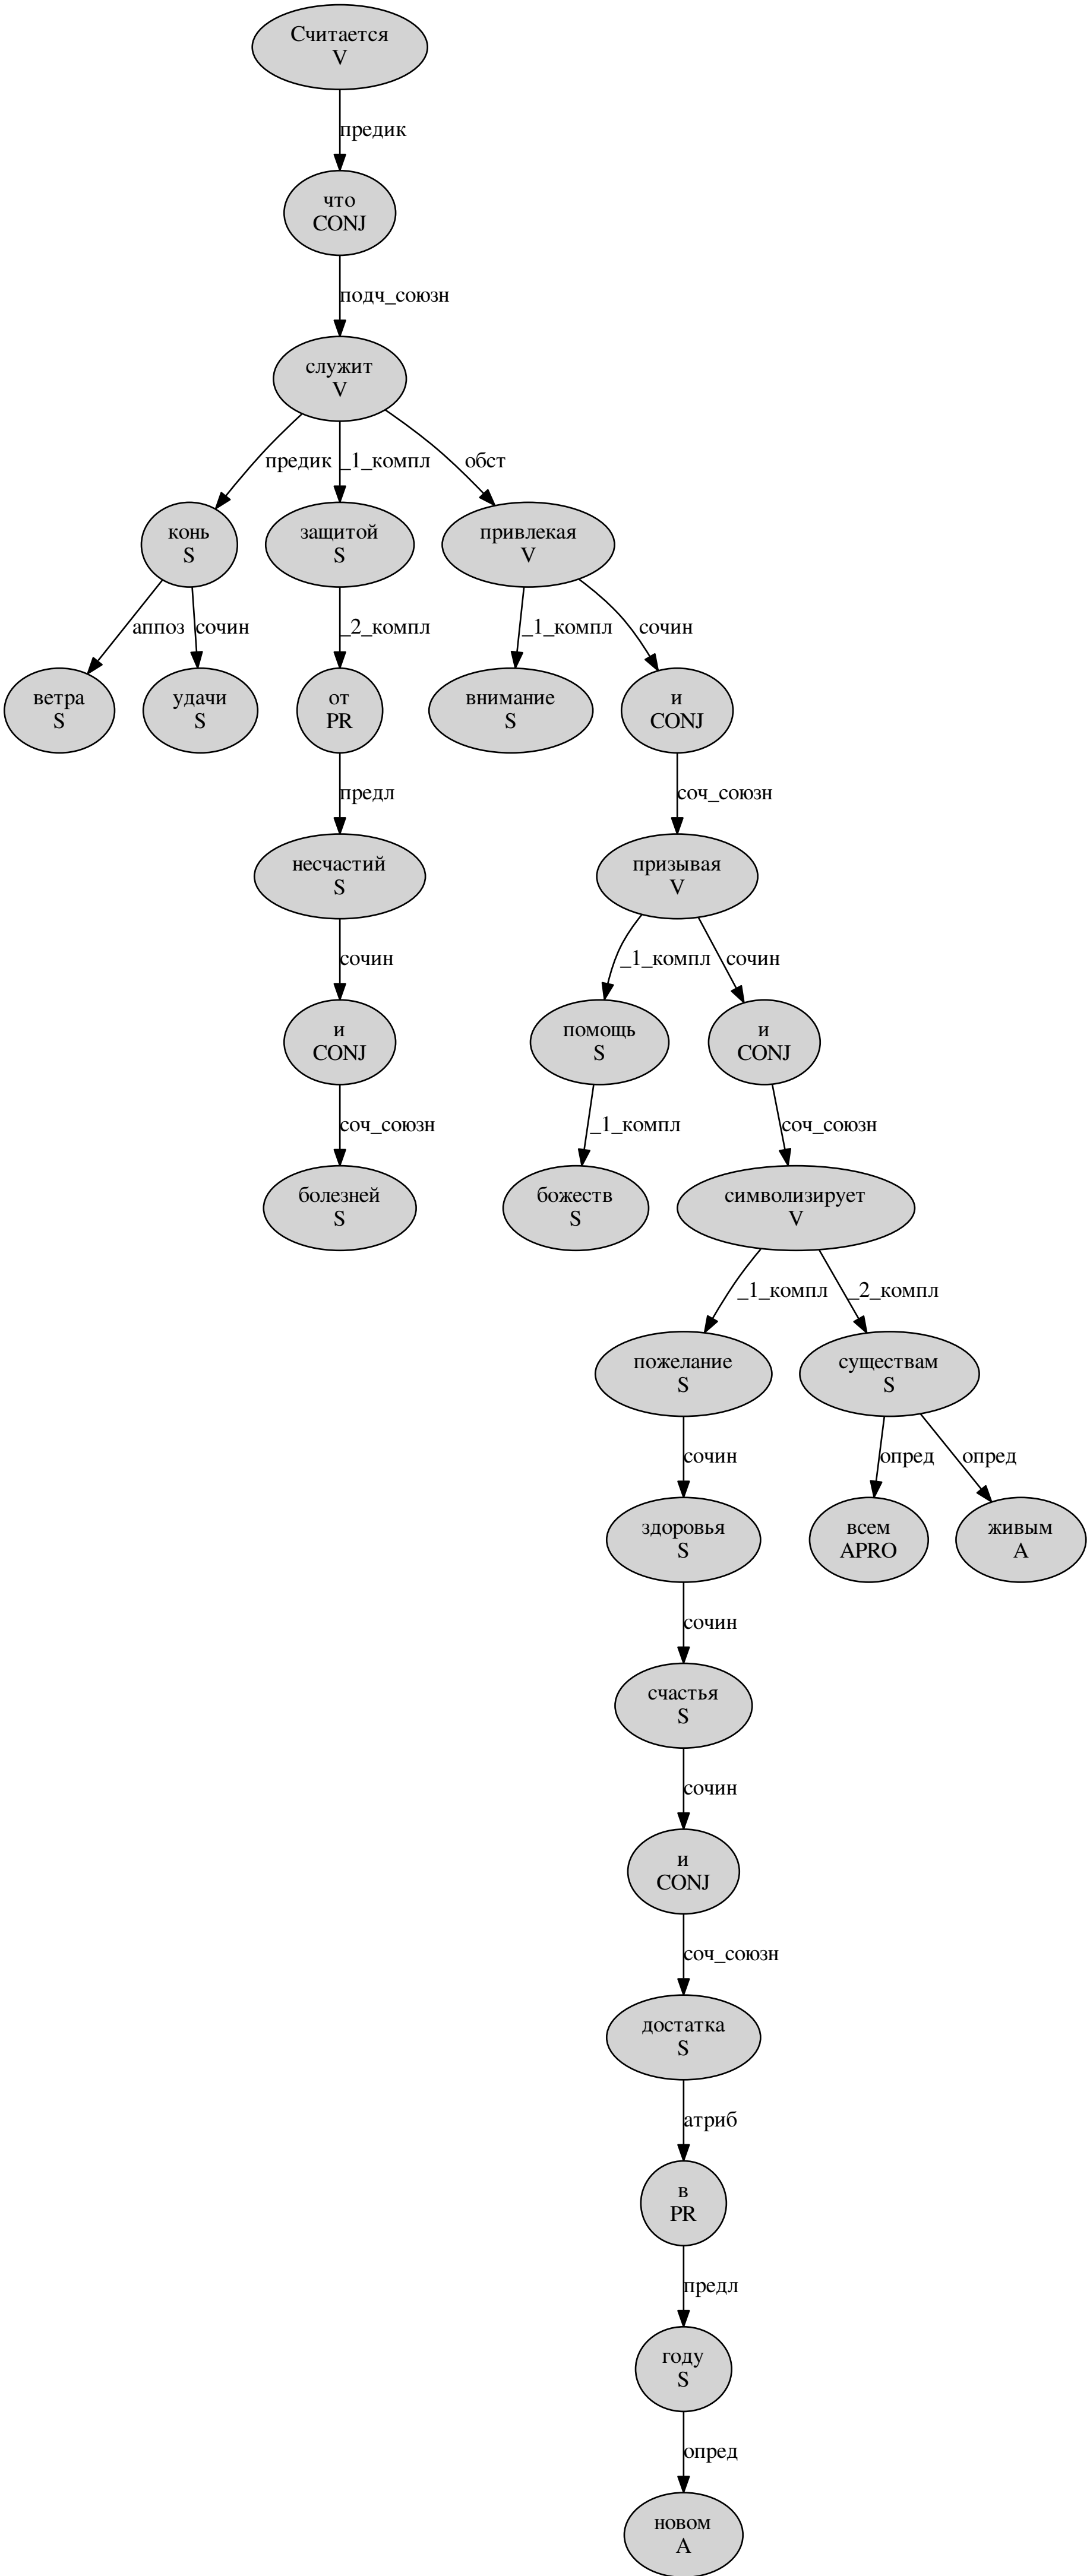 Считается
V
предик
что
CONJ
подч_союзн
служит
V
предик
_1_компл
обст
конь
S
защитой
S
привлекая
V
аппоз
сочин
_2_компл
_1_компл
сочин
ветра
S
удачи
S
от
PR
внимание
S
и
CONJ
предл
соч_союзн
несчастий
S
призывая
V
сочин
_1_компл
сочин
и
CONJ
помощь
S
и
CONJ
соч_союзн
_1_компл
соч_союзн
болезней
S
божеств
S
символизирует
V
_1_компл
_2_компл
пожелание
S
существам
S
сочин
опред
опред
здоровья
S
всем
APRO
живым
A
сочин
счастья
S
сочин
и
CONJ
соч_союзн
достатка
S
атриб
в
PR
предл
году
S
опред
новом
A